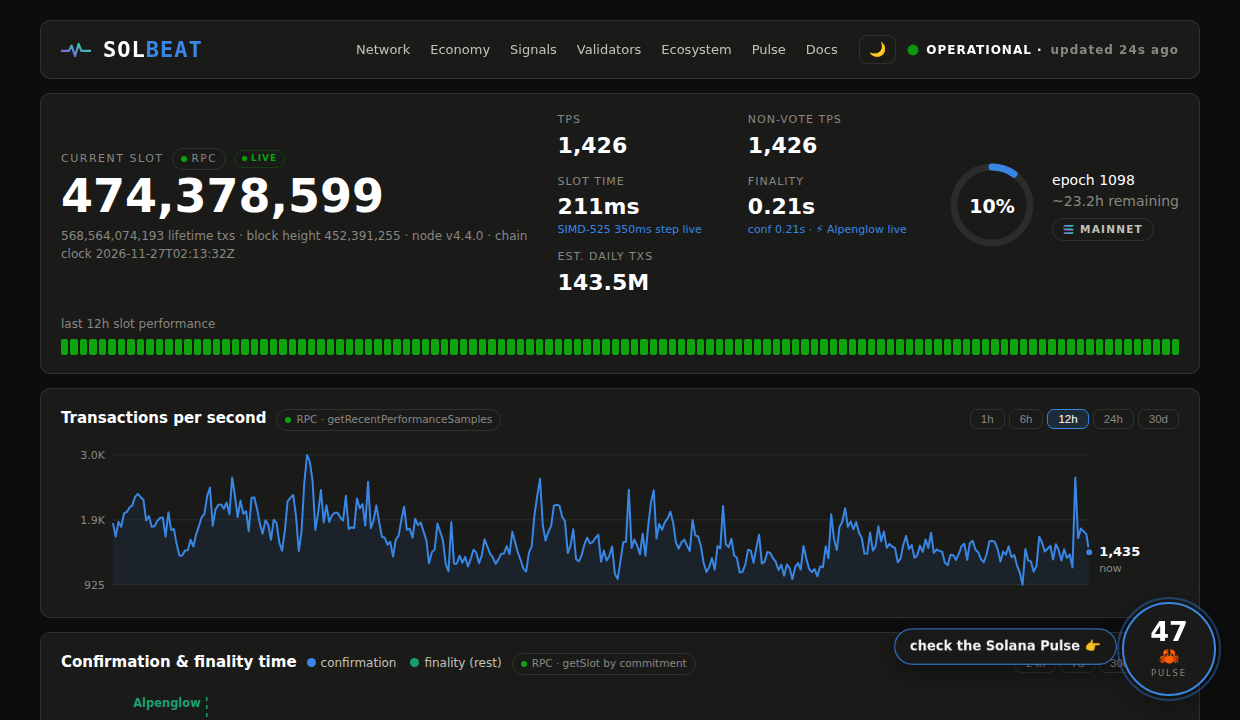 SOLBEAT
Network Economy Signals Validators Ecosystem Pulse Docs
OPERATIONAL · updated 24s ago
CURRENT SLOT RPC LIVE
474,378,599
568,564,074,193 lifetime txs · block height 452,391,255 · node v4.4.0 · chain
clock 2026-11-27T02:13:32Z
TPS
1,426
NON-VOTE TPS
1,426
SLOT TIME
211ms
SIMD-525 350ms step live
FINALITY
0.21s
conf 0.21s · ⚡ Alpenglow live
EST. DAILY TXS
143.5M
10%
epoch 1098
~23.2h remaining
MAINNET
last 12h slot performance
Transactions per second RPC · getRecentPerformanceSamples
1h 6h 12h 24h 30d
3.0K
1.9K
925
1,435
now
Confirmation & finality time confirmation finality (rest) RPC · getSlot by commitment
Alpenglow
check the Solana Pulse 👉
47
PULSE